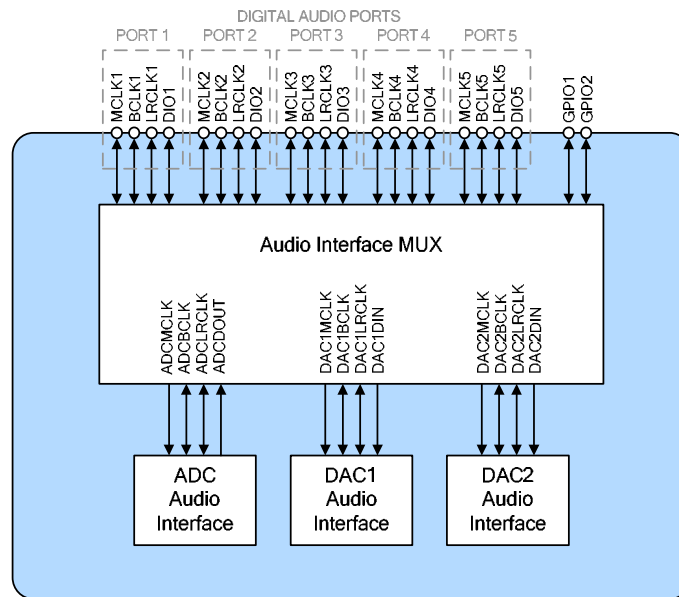 DIGITAL AUDIO PORTS
PORT 1
PORT 2
PORT 3
PORT 4
PORT 5
MCLK1
BCLK1
LRCLK1
DIO1
MCLK2
BCLK2
LRCLK2
DIO2
MCLK3
BCLK3
LRCLK3
DIO3
MCLK4
BCLK4
LRCLK4
DIO4
MCLK5
BCLK5
LRCLK5
DIO5
GPIO1
GPIO2
Audio Interface MUX
ADCMCLK
ADCBCLK
ADCLRCLK
ADCDOUT
DAC1MCLK
DAC1BCLK
DAC1LRCLK
DAC1DIN
DAC2MCLK
DAC2BCLK
DAC2LRCLK
DAC2DIN
ADC
Audio
Interface
DAC1
Audio
Interface
DAC2
Audio
Interface